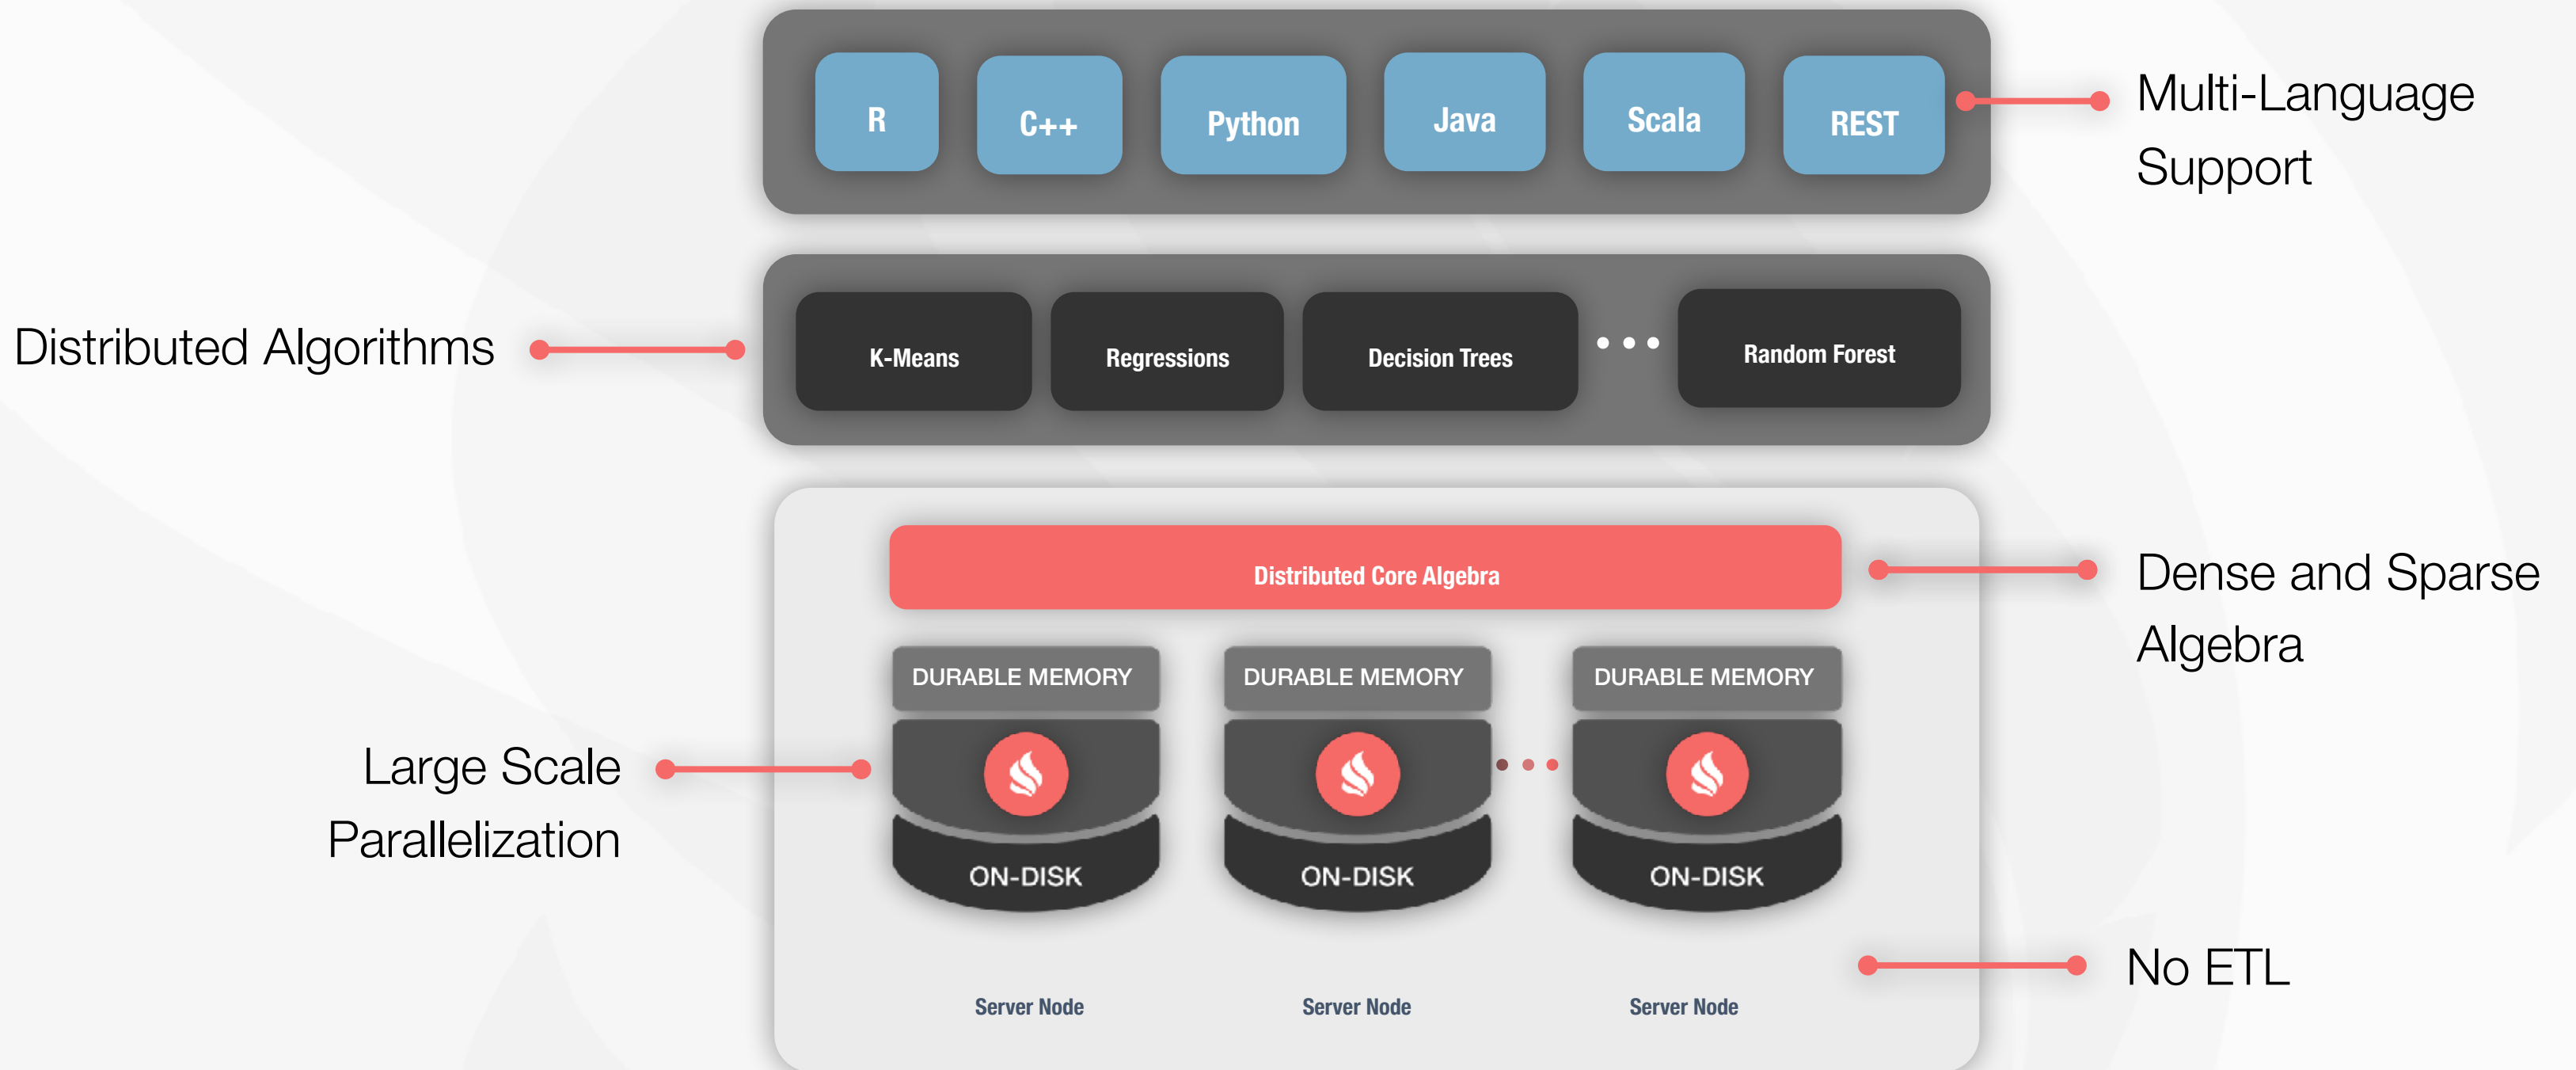 R
C++
Python
Java
Scala
REST
Multi-Language
Support
Distributed Algorithms
K-Means
Regressions
Decision Trees
Random Forest
Distributed Core Algebra
Dense and Sparse
Algebra
DURABLE MEMORY
DURABLE MEMORY
DURABLE MEMORY
Large Scale
Parallelization
ON-DISK
ON-DISK
ON-DISK
No ETL
Server Node
Server Node
Server Node